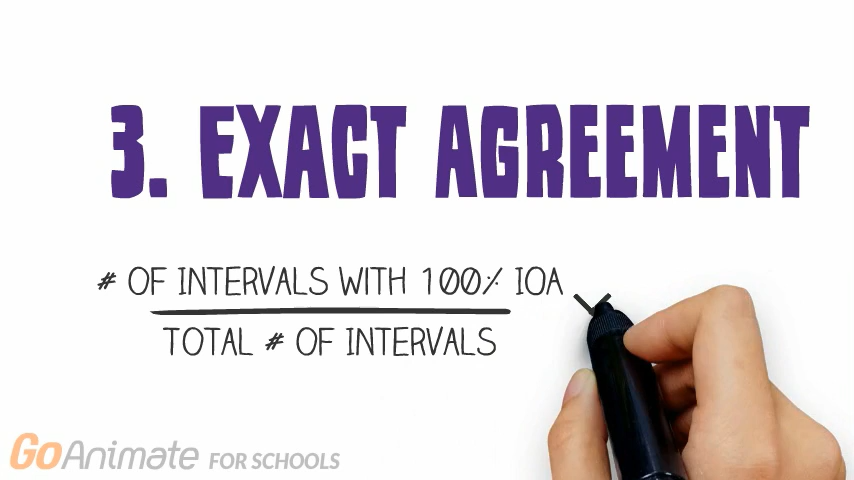 3. EXACT AGREEMENT
# OF INTERVALS WITH 100% IOA
TOTAL # OF INTERVALS
GoAnimate FOR SCHOOLS